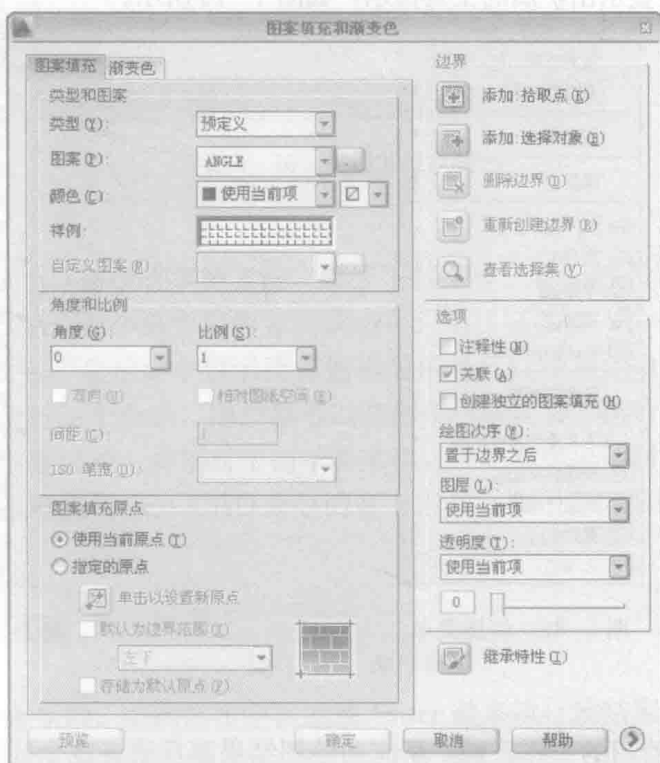 图案填充和渐变色
图案填充 渐变色
类型和图案
类型(Y):
预定义
图案(P):
ANGLE
颜色(C):
使用当前项
样例:
自定义图案(M)
角度和比例
角度(G):
比例(S):
0
1
双向(U)
相对图纸空间(E)
间距(C):
1
ISO 笔宽(O):
图案填充原点
使用当前原点(T)
指定的原点
单击以设置新原点
默认为边界范围(X)
左下
存储为默认原点(F)
预览
边界
添加:拾取点(K)
添加:选择对象(B)
删除边界(D)
重新创建边界(R)
查看选择集(V)
选项
注释性(N)
关联(A)
创建独立的图案填充(H)
绘图次序(W):
置于边界之后
图层(L):
使用当前项
透明度(T):
使用当前项
0
继承特性(I)
确定
取消
帮助